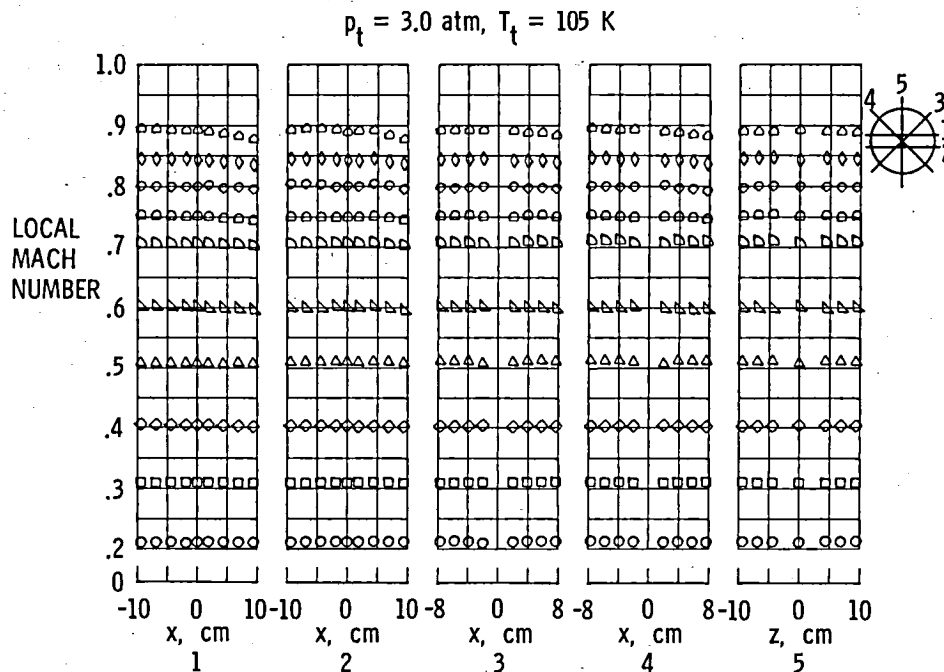 p_t = 3.0 atm, T_t = 105 K
1.0
.9
.8
.7
.6
.5
.4
.3
.2
0
LOCAL
MACH
NUMBER
5
4 3
-10 0 10 -10 0 10 -8 0 8 -8 0 8 -10 0 10
x, cm x, cm x, cm x, cm z, cm
1 2 3 4 5